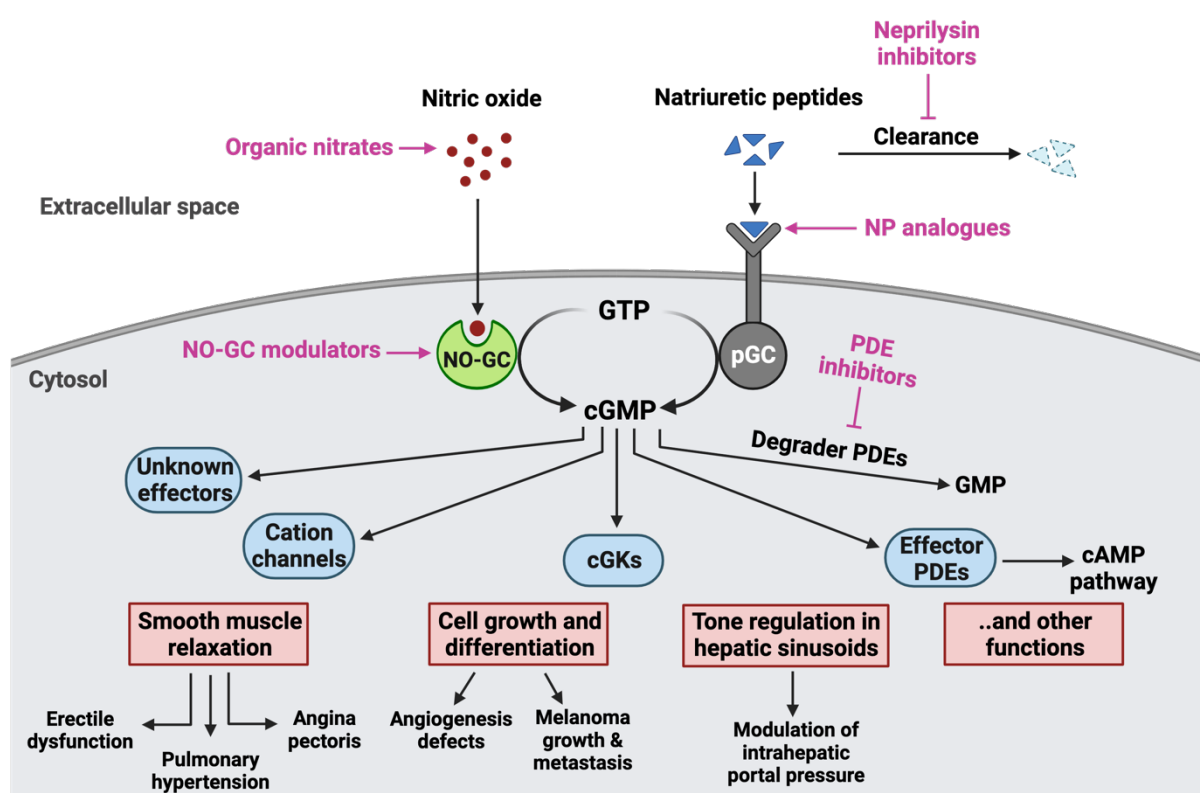 Neprilysin
inhibitors
Nitric oxide
Natriuretic peptides
Clearance
Organic nitrates
Extracellular space
NP analogues
GTP
NO-GC modulators
NO-GC
pGC
PDE
inhibitors
Cytosol
cGMP
Degrader PDEs
GMP
Unknown
effectors
Cation
channels
cGKs
Effector
PDEs
cAMP
pathway
Smooth muscle
relaxation
Cell growth and
differentiation
Tone regulation in
hepatic sinusoids
..and other
functions
Erectile
dysfunction
Pulmonary
hypertension
Angina
pectoris
Angiogenesis
defects
Melanoma
growth &
metastasis
Modulation of
intrahepatic
portal pressure